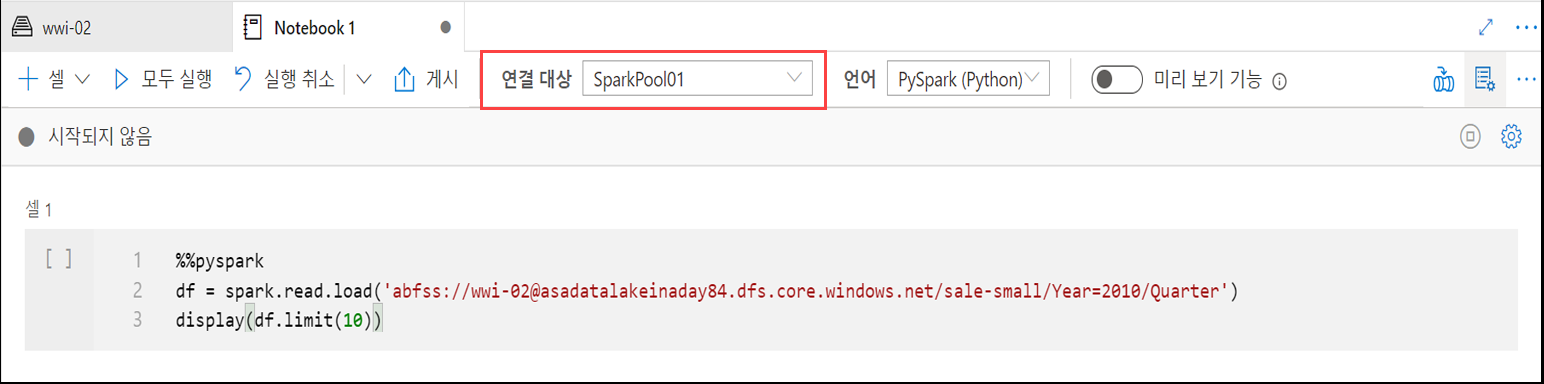 wwi-02 Notebook 1
셀 모두 실행 실행 취소 게시 연결 대상 SparkPool01 언어 PySpark (Python) 미리 보기 기능
시작되지 않음
셀 1
[ ] 1 %%pyspark
2 df = spark.read.load('abfss://wwi-02@asadatalakeinaday84.dfs.core.windows.net/sale-small/Year=2010/Quarter')
3 display(df.limit(10))